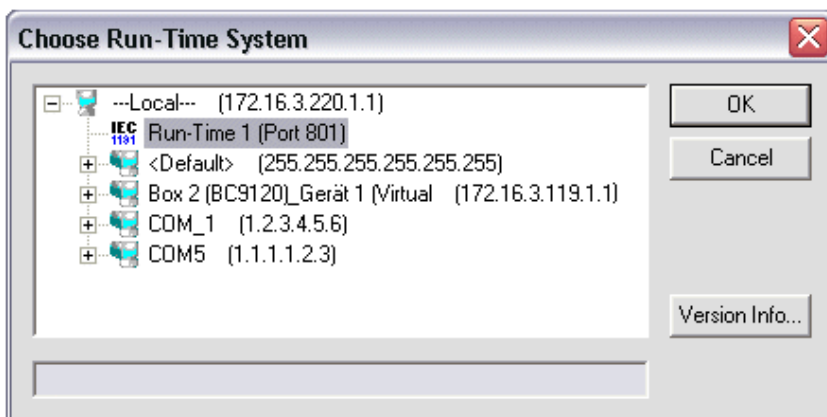 Choose Run-Time System
---Local--- (172.16.3.220.1.1)
OK
IEC 1131 Run-Time 1 (Port 801)
<Default> (255.255.255.255.255.255)
Cancel
Box 2 (BC9120)_Gerät 1 (Virtual (172.16.3.119.1.1)
COM_1 (1.2.3.4.5.6)
COM5 (1.1.1.1.2.3)
Version Info...